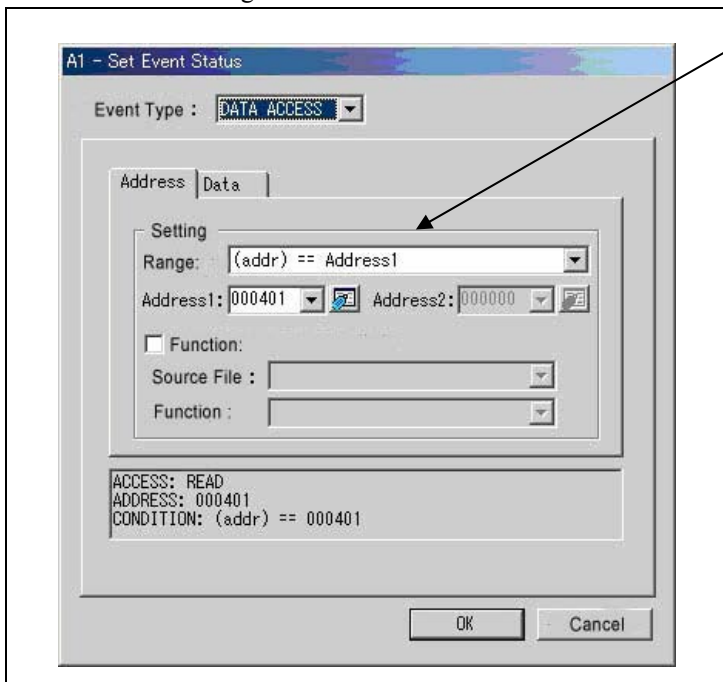 A1 - Set Event Status
Event Type : DATA ACCESS
Address Data
Setting
Range: (addr) == Address1
Address1: 000401 Address2: 000000
Function:
Source File :
Function :
ACCESS: READ
ADDRESS: 000401
CONDITION: (addr) == 000401
OK Cancel